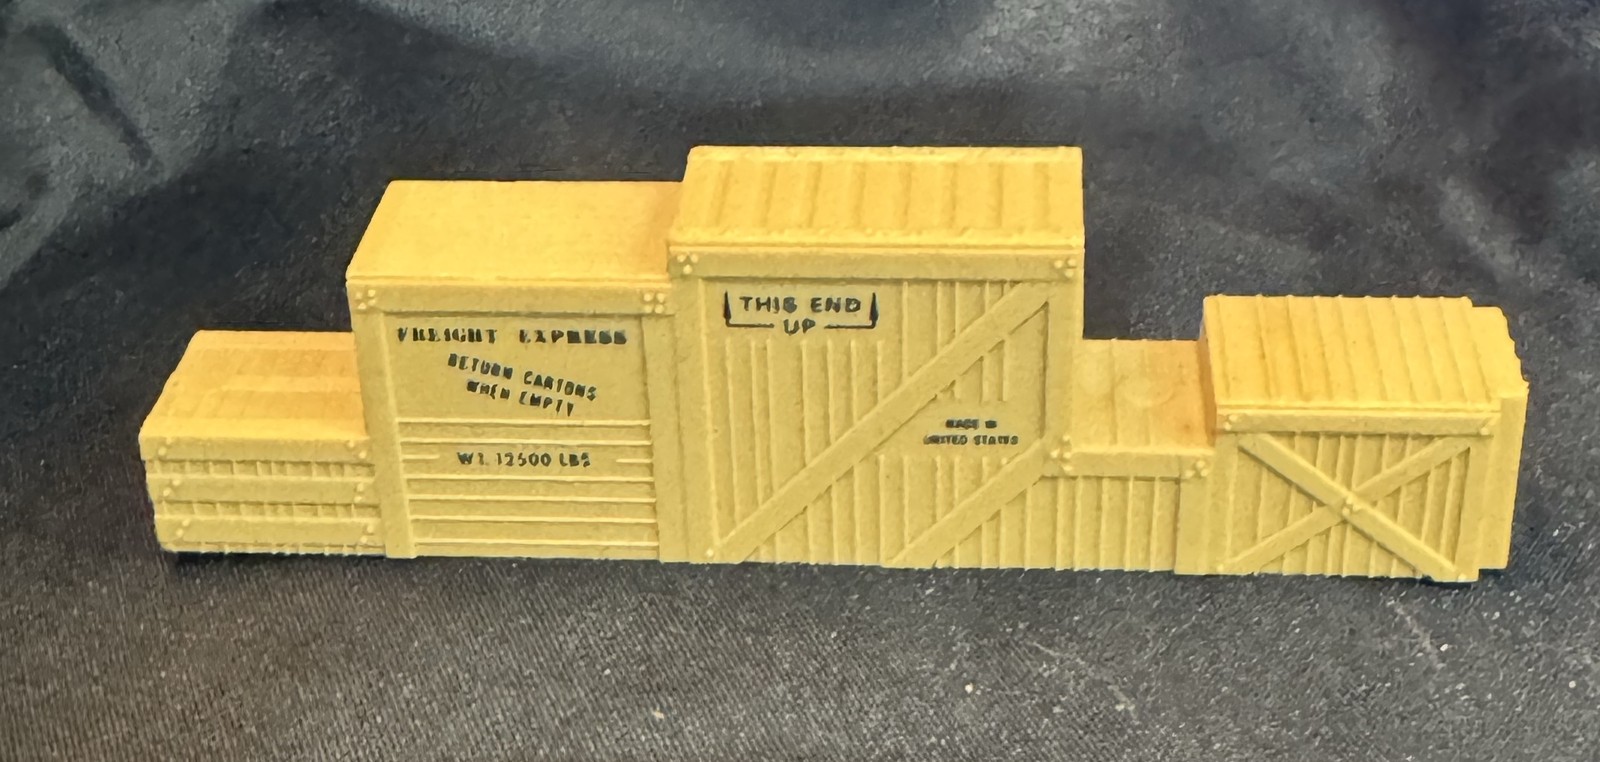 FREIGHT EXPRESS
RETURN CARTONS
WHEN EMPTY
WT. 12500 LBS
THIS END
UP
MADE IN
UNITED STATES